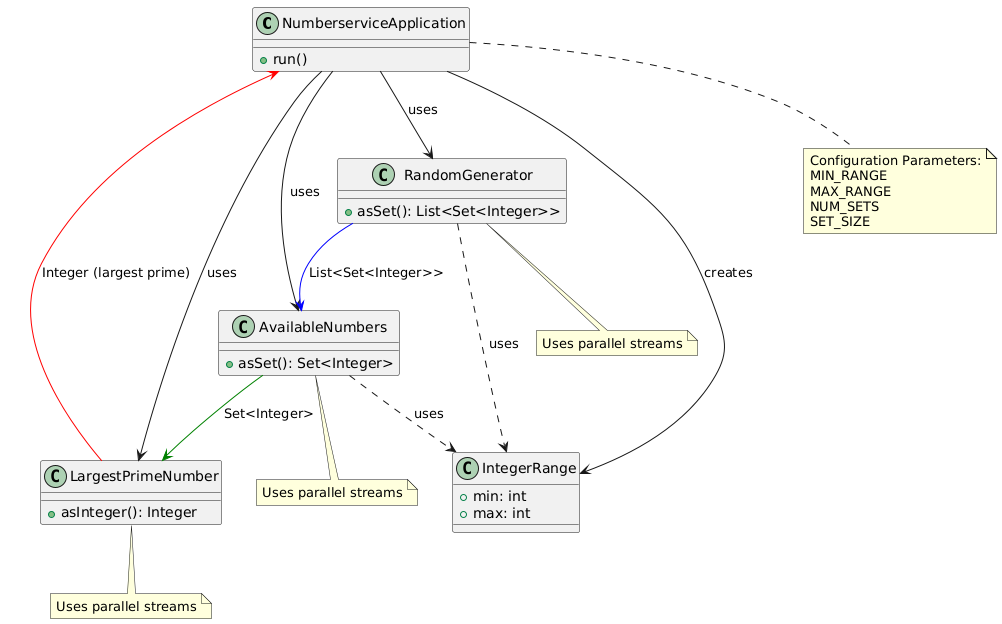 C NumberserviceApplication
run()
Configuration Parameters:
MIN_RANGE
MAX_RANGE
NUM_SETS
SET_SIZE
uses
C RandomGenerator
asSet(): List<Set<Integer>>
uses
Integer (largest prime)
uses
List<Set<Integer>>
creates
C AvailableNumbers
asSet(): Set<Integer>
uses
Uses parallel streams
Set<Integer>
uses
C LargestPrimeNumber
asInteger(): Integer
Uses parallel streams
C IntegerRange
min: int
max: int
Uses parallel streams